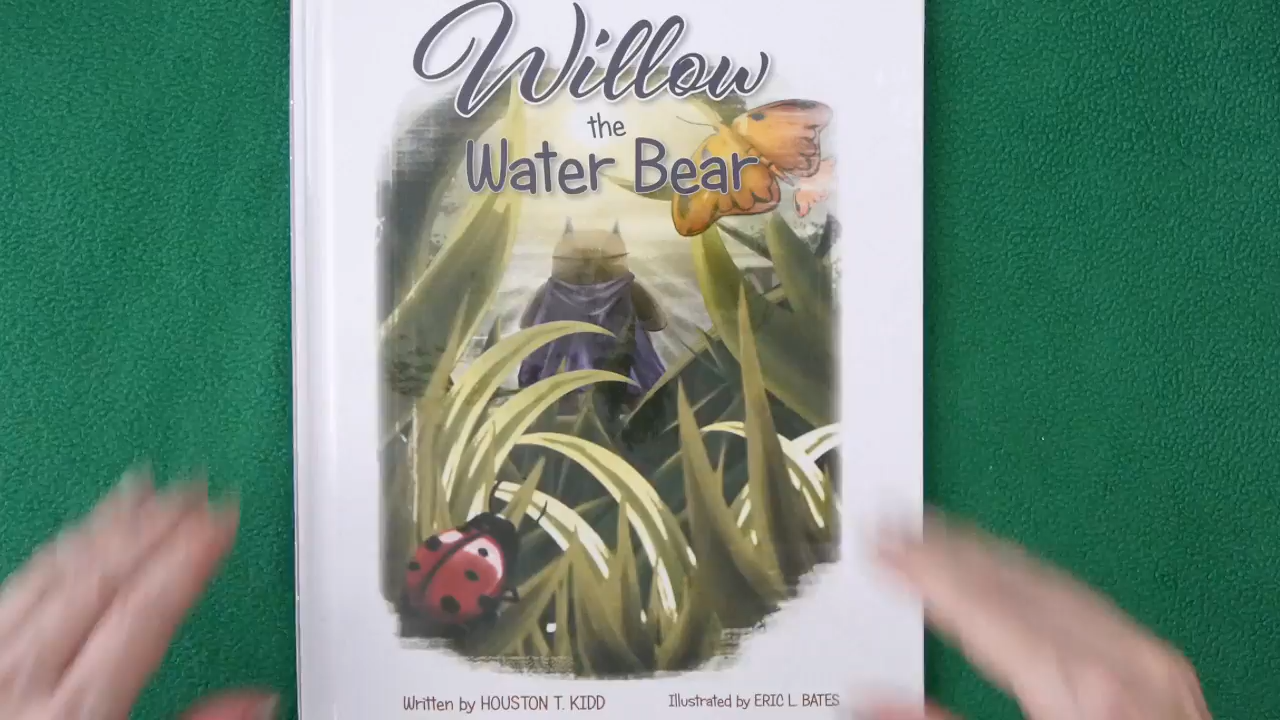 Willow
the
Water Bear
Written by HOUSTON T. KIDD
Illustrated by ERIC L. BATES